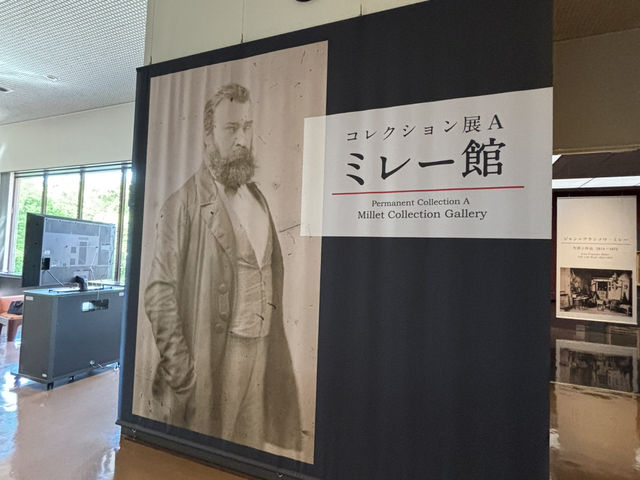 コレクション展A
ミレー館
Permanent Collection A
Millet Collection Gallery
ジャン=フランソワ・ミレー